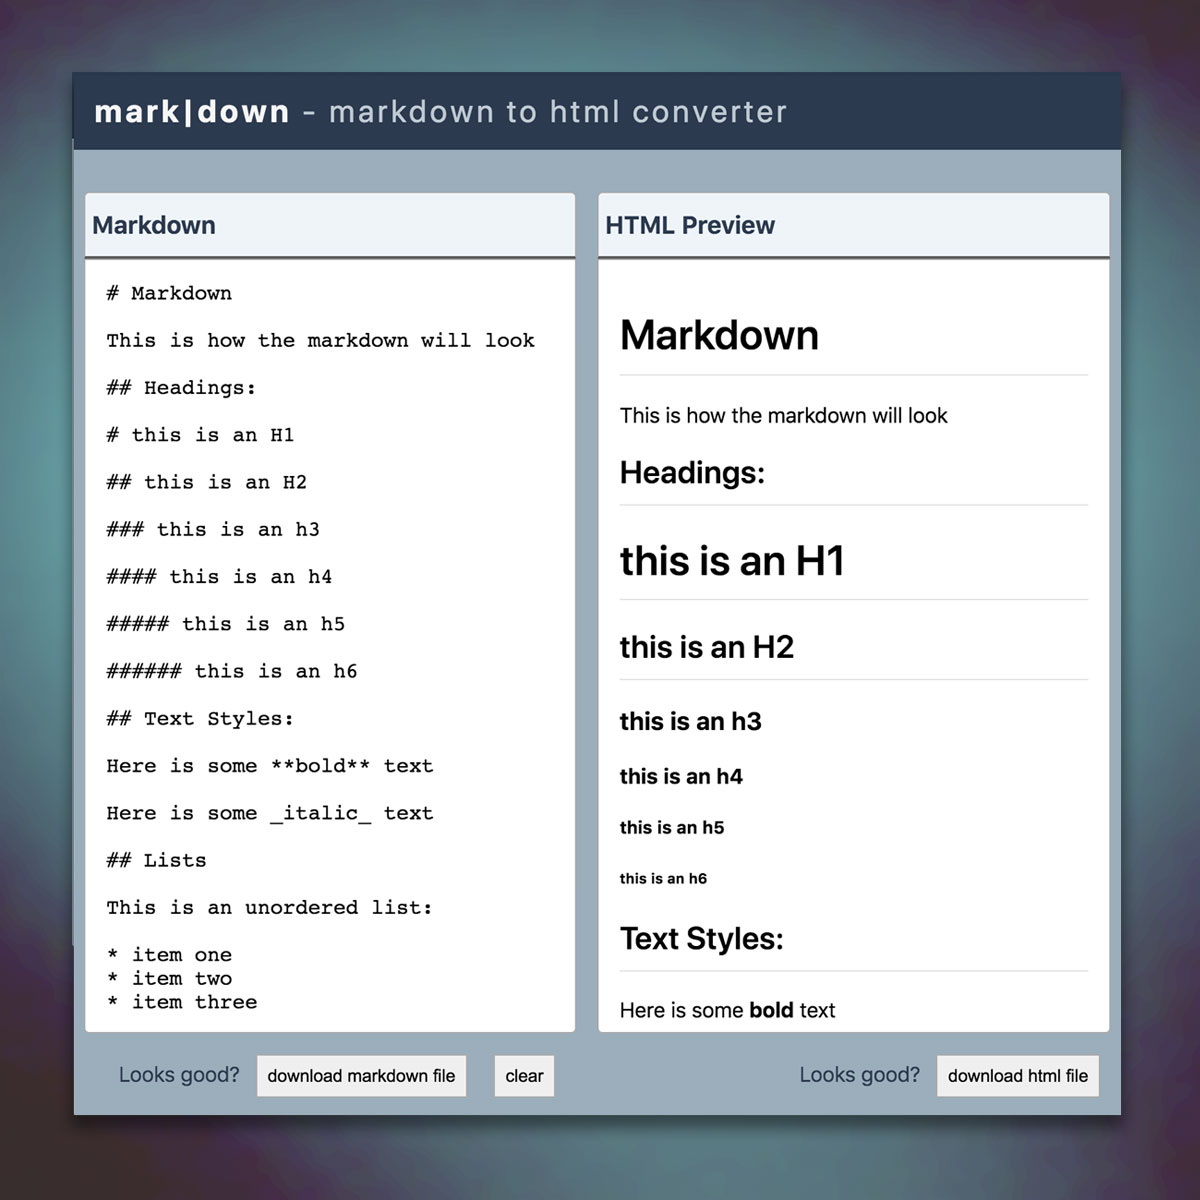 mark|down - markdown to html converter
Markdown
# Markdown
This is how the markdown will look
## Headings:
# this is an H1
## this is an H2
### this is an h3
#### this is an h4
##### this is an h5
###### this is an h6
## Text Styles:
Here is some **bold** text
Here is some _italic_ text
## Lists
This is an unordered list:
* item one
* item two
* item three
Looks good?
download markdown file
clear
HTML Preview
Markdown
This is how the markdown will look
Headings:
this is an H1
this is an H2
this is an h3
this is an h4
this is an h5
this is an h6
Text Styles:
Here is some bold text
Looks good?
download html file